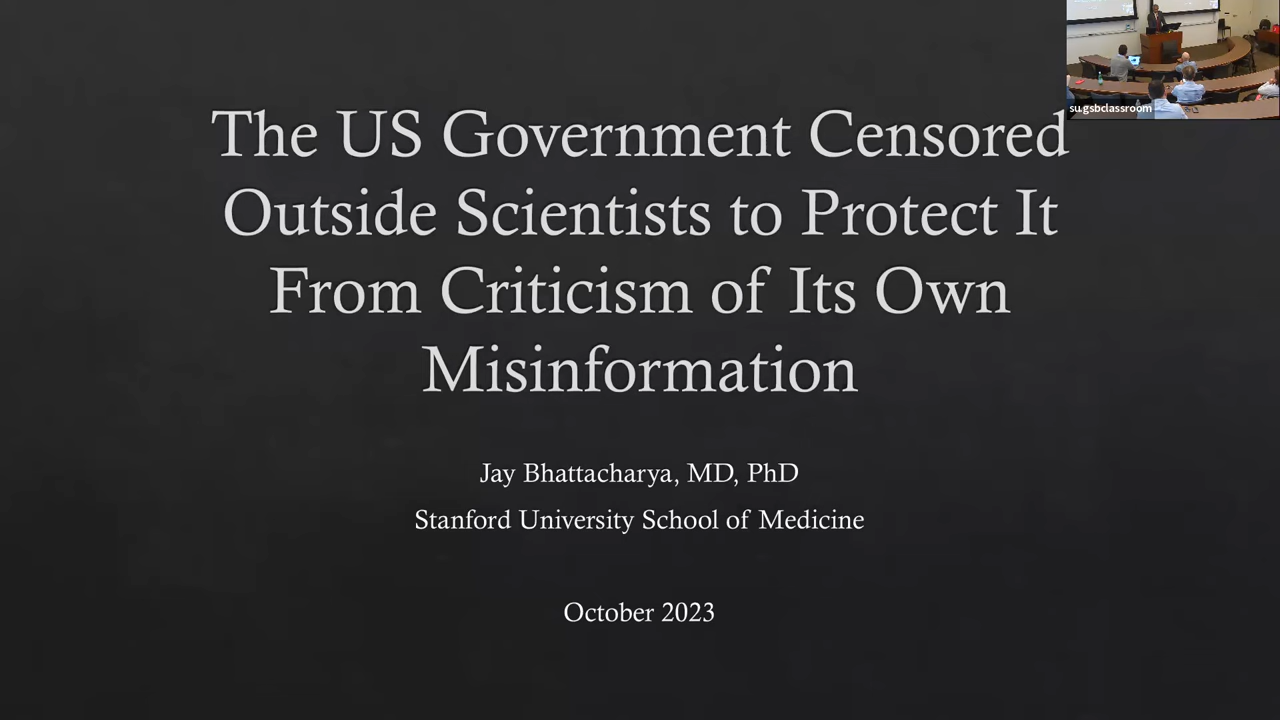 su.gsbclassroom
The US Government Censored
Outside Scientists to Protect It
From Criticism of Its Own
Misinformation
Jay Bhattacharya, MD, PhD
Stanford University School of Medicine
October 2023